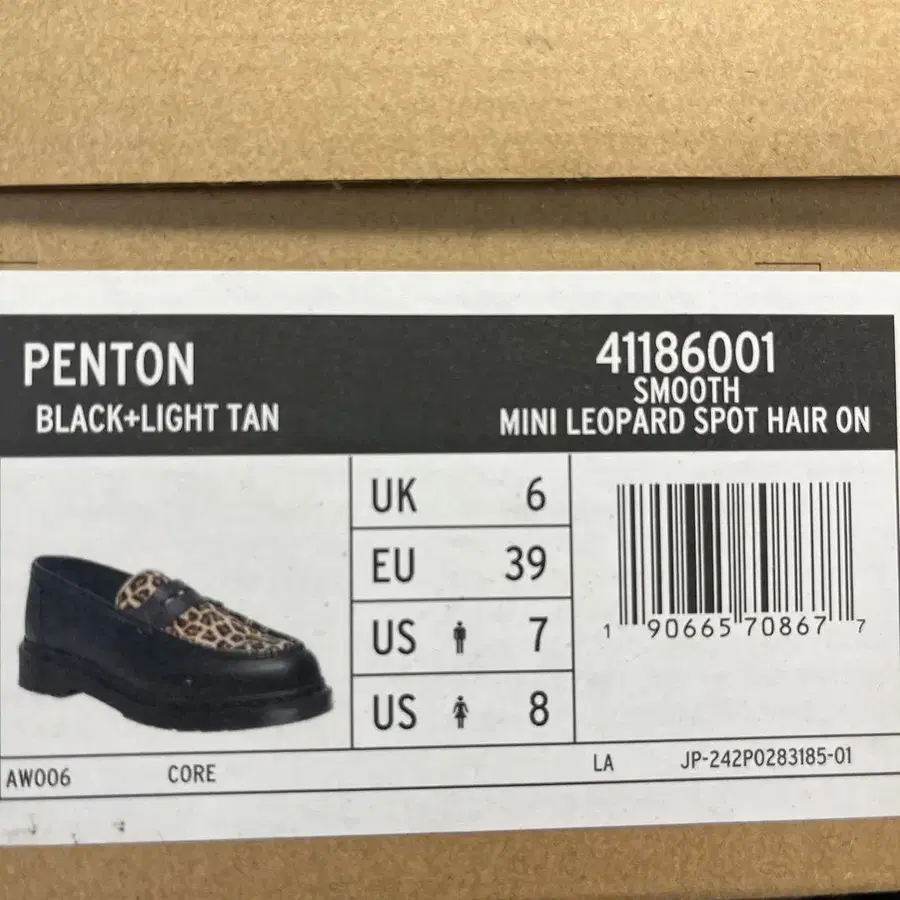 PENTON
BLACK+LIGHT TAN
41186001
SMOOTH
MINI LEOPARD SPOT HAIR ON
UK 6
EU 39
US 7
US 8
1 90665 70867 7
AW006 CORE LA JP-242P0283185-01